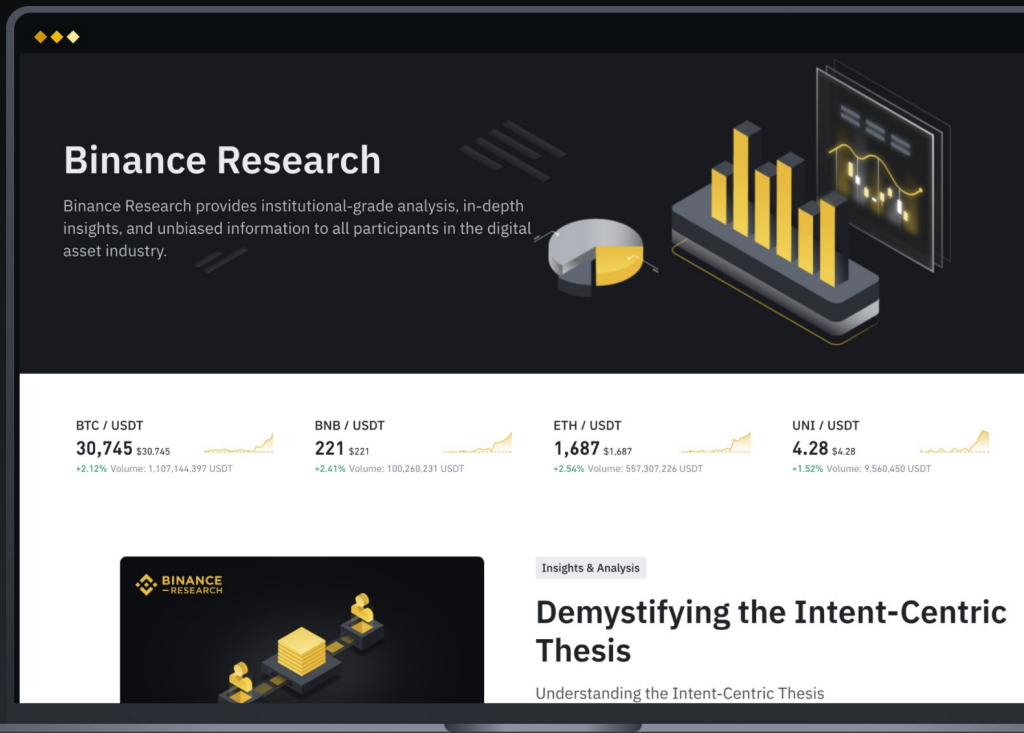 Binance Research
Binance Research provides institutional-grade analysis, in-depth
insights, and unbiased information to all participants in the digital
asset industry.
BTC / USDT
30,745 $30,745
+2.12% Volume: 1,107,144,397 USDT
BNB / USDT
221 $221
+2.41% Volume: 100,260,231 USDT
ETH / USDT
1,687 $1,687
+2.54% Volume: 557,307,226 USDT
UNI / USDT
4.28 $4.28
+1.52% Volume: 9,560,450 USDT
BINANCE
RESEARCH
Insights & Analysis
Demystifying the Intent-Centric
Thesis
Understanding the Intent-Centric Thesis